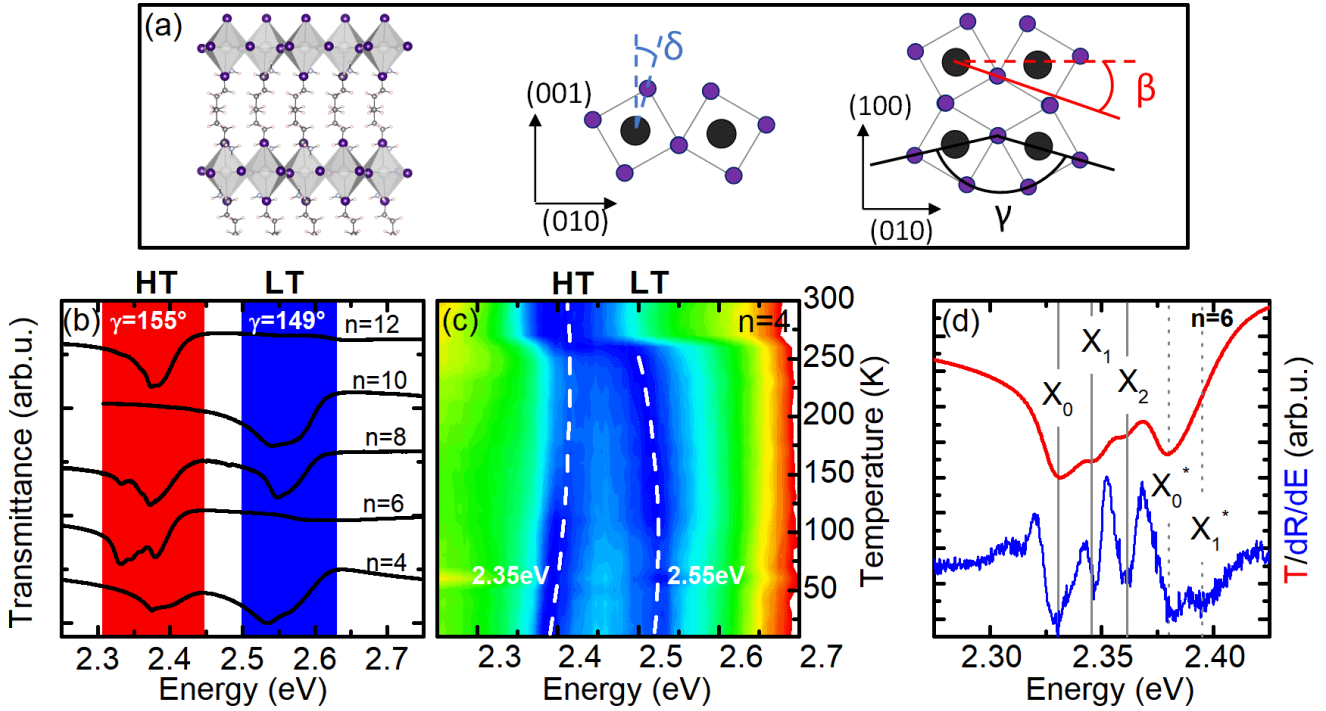 (a)
(001)
(010)
δ
(100)
(010)
β
γ
HT LT
(b) γ=155° γ=149° n=12
n=10
n=8
n=6
n=4
Transmittance (arb.u.)
2.3 2.4 2.5 2.6 2.7
Energy (eV)
HT LT
(c) n=4
2.35eV 2.55eV
300
250
200
150
100
50
Temperature (K)
2.3 2.4 2.5 2.6 2.7
Energy (eV)
(d) n=6
X₀ X₁ X₂ X₀* X₁*
T/dR/dE (arb.u.)
2.30 2.35 2.40
Energy (eV)